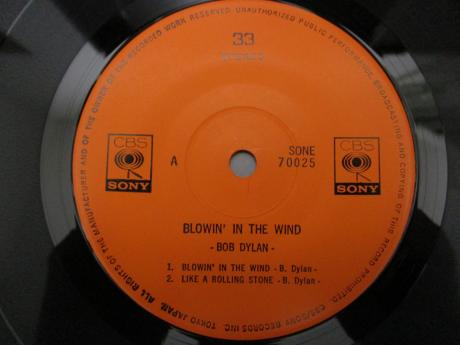 33
STEREO
CBS
SONY
A
SONE
70025
CBS
SONY
BLOWIN' IN THE WIND
- BOB DYLAN -
1. BLOWIN' IN THE WIND - B. Dylan -
2. LIKE A ROLLING STONE - B. Dylan -
CBS/SONY RECORDS INC. TOKYO JAPAN. ALL RIGHTS OF THE MANUFACTURER AND OF THE OWNER OF THE RECORDED WORK RESERVED. UNAUTHORIZED PUBLIC PERFORMANCE, BROADCASTING AND COPYING OF THIS RECORD PROHIBITED.